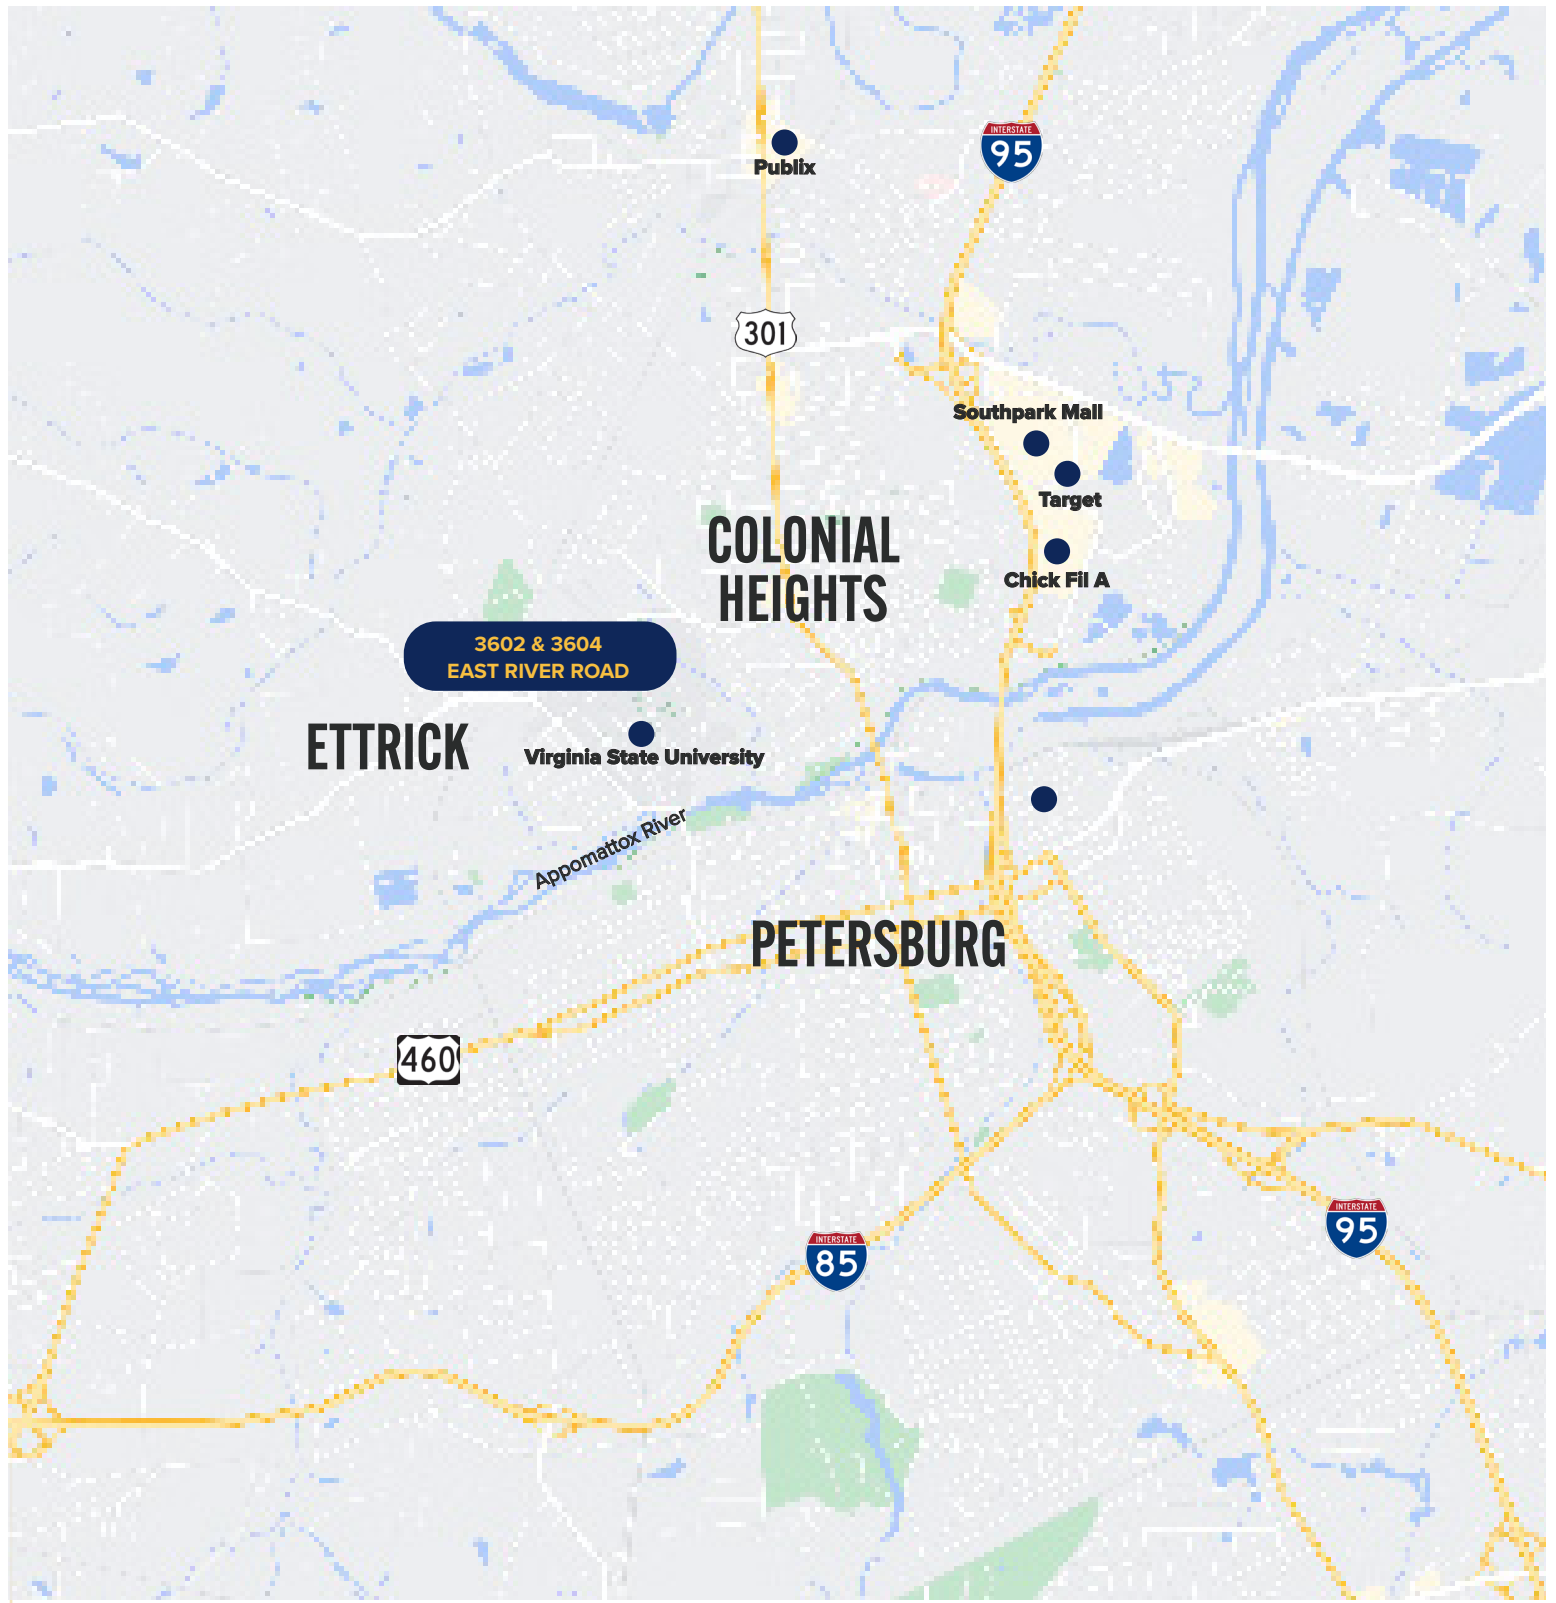 INTERSTATE
95
Publix
301
Southpark Mall
Target
COLONIAL
HEIGHTS
Chick Fil A
3602 & 3604
EAST RIVER ROAD
ETTRICK
Virginia State University
Appomattox River
PETERSBURG
460
INTERSTATE
95
INTERSTATE
85